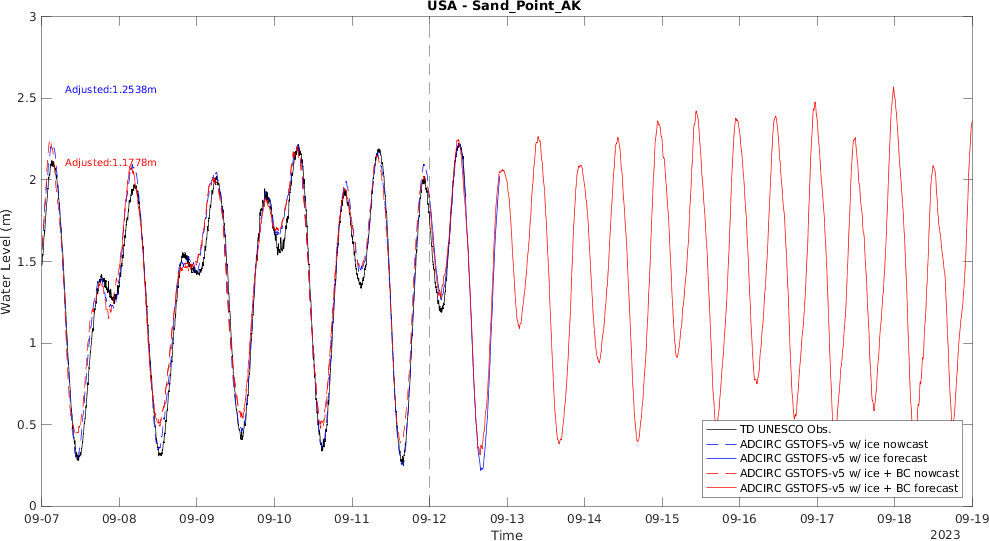 USA - Sand_Point_AK
Water Level (m)
3
2.5
2
1.5
1
0.5
0
Adjusted:1.2538m
Adjusted:1.1778m
TD UNESCO Obs.
ADCIRC GSTOFS-v5 w/ ice nowcast
ADCIRC GSTOFS-v5 w/ ice forecast
ADCIRC GSTOFS-v5 w/ ice + BC nowcast
ADCIRC GSTOFS-v5 w/ ice + BC forecast
09-07 09-08 09-09 09-10 09-11 09-12 09-13 09-14 09-15 09-16 09-17 09-18 09-19
Time
2023